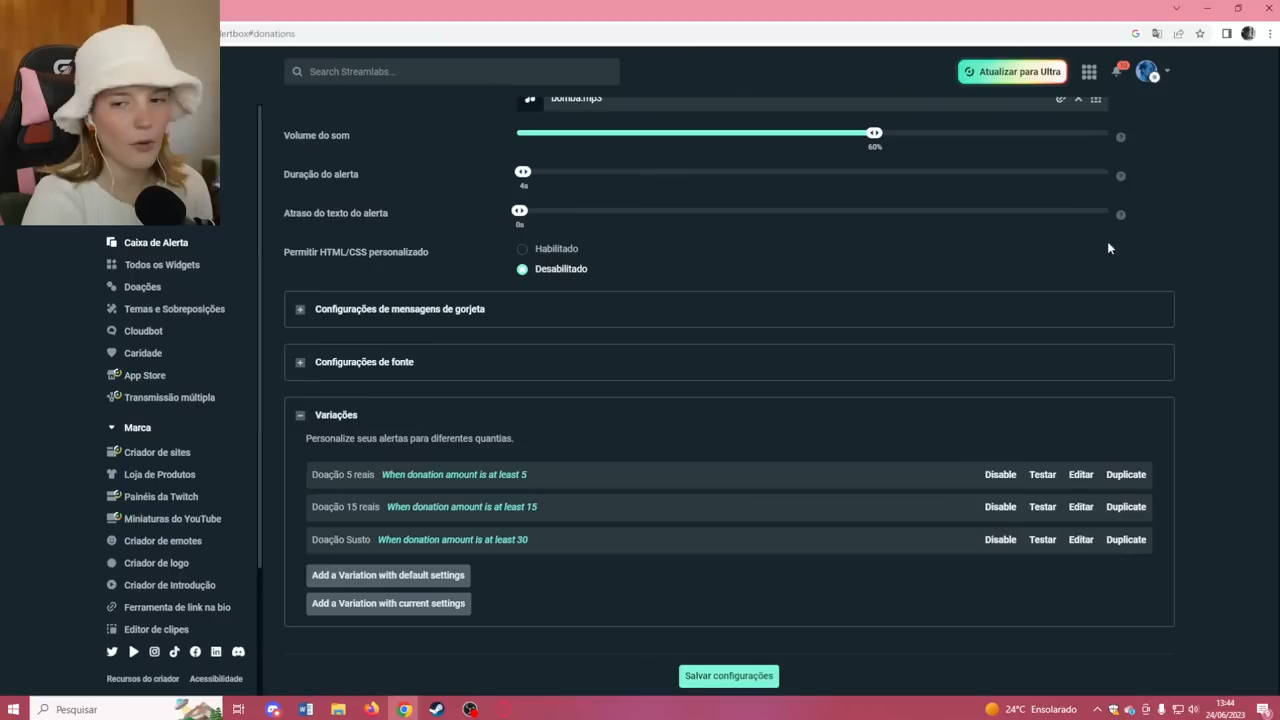 lertbox#donations
Search Streamlabs...
Atualizar para Ultra
10
bomba.mp3
Volume do som
60%
?
Duração do alerta
4s
?
Atraso do texto do alerta
0s
?
Permitir HTML/CSS personalizado
Habilitado
Desabilitado
Configurações de mensagens de gorjeta
Configurações de fonte
Variações
Personalize seus alertas para diferentes quantias.
Doação 5 reais When donation amount is at least 5 Disable Testar Editar Duplicate
Doação 15 reais When donation amount is at least 15 Disable Testar Editar Duplicate
Doação Susto When donation amount is at least 30 Disable Testar Editar Duplicate
Add a Variation with default settings
Add a Variation with current settings
Salvar configurações
Caixa de Alerta
Todos os Widgets
Doações
Temas e Sobreposições
Cloudbot
Caridade
App Store
Transmissão múltipla
Marca
Criador de sites
Loja de Produtos
Painéis da Twitch
Miniaturas do YouTube
Criador de emotes
Criador de logo
Criador de Introdução
Ferramenta de link na bio
Editor de clipes
Recursos do criador Acessibilidade
Pesquisar
24°C Ensolarado
13:44
24/06/2023